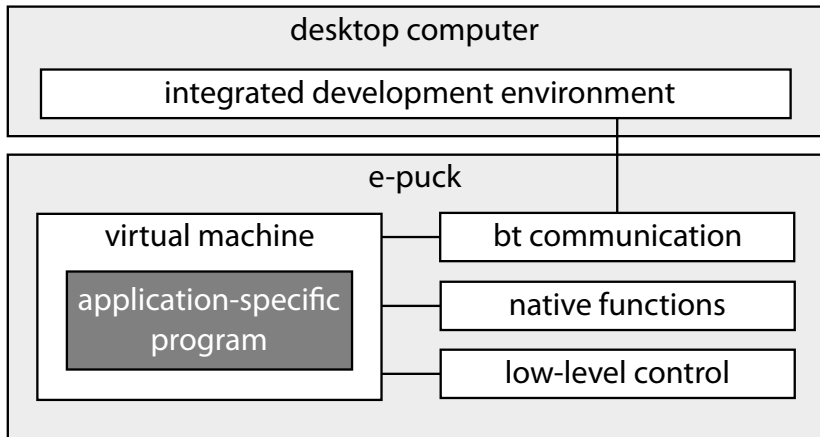 desktop computer
integrated development environment
e-puck
virtual machine
application-specific
program
bt communication
native functions
low-level control